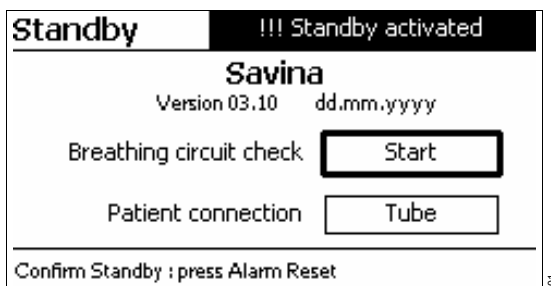 Standby !!! Standby activated
Savina
Version 03.10 dd.mm.yyyy
Breathing circuit check Start
Patient connection Tube
Confirm Standby : press Alarm Reset